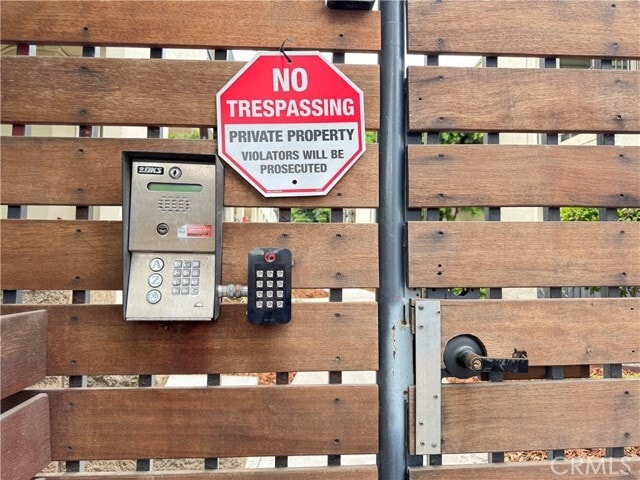 NO
TRESPASSING
PRIVATE PROPERTY
VIOLATORS WILL BE
PROSECUTED
DKS
A
Z
CRMLS